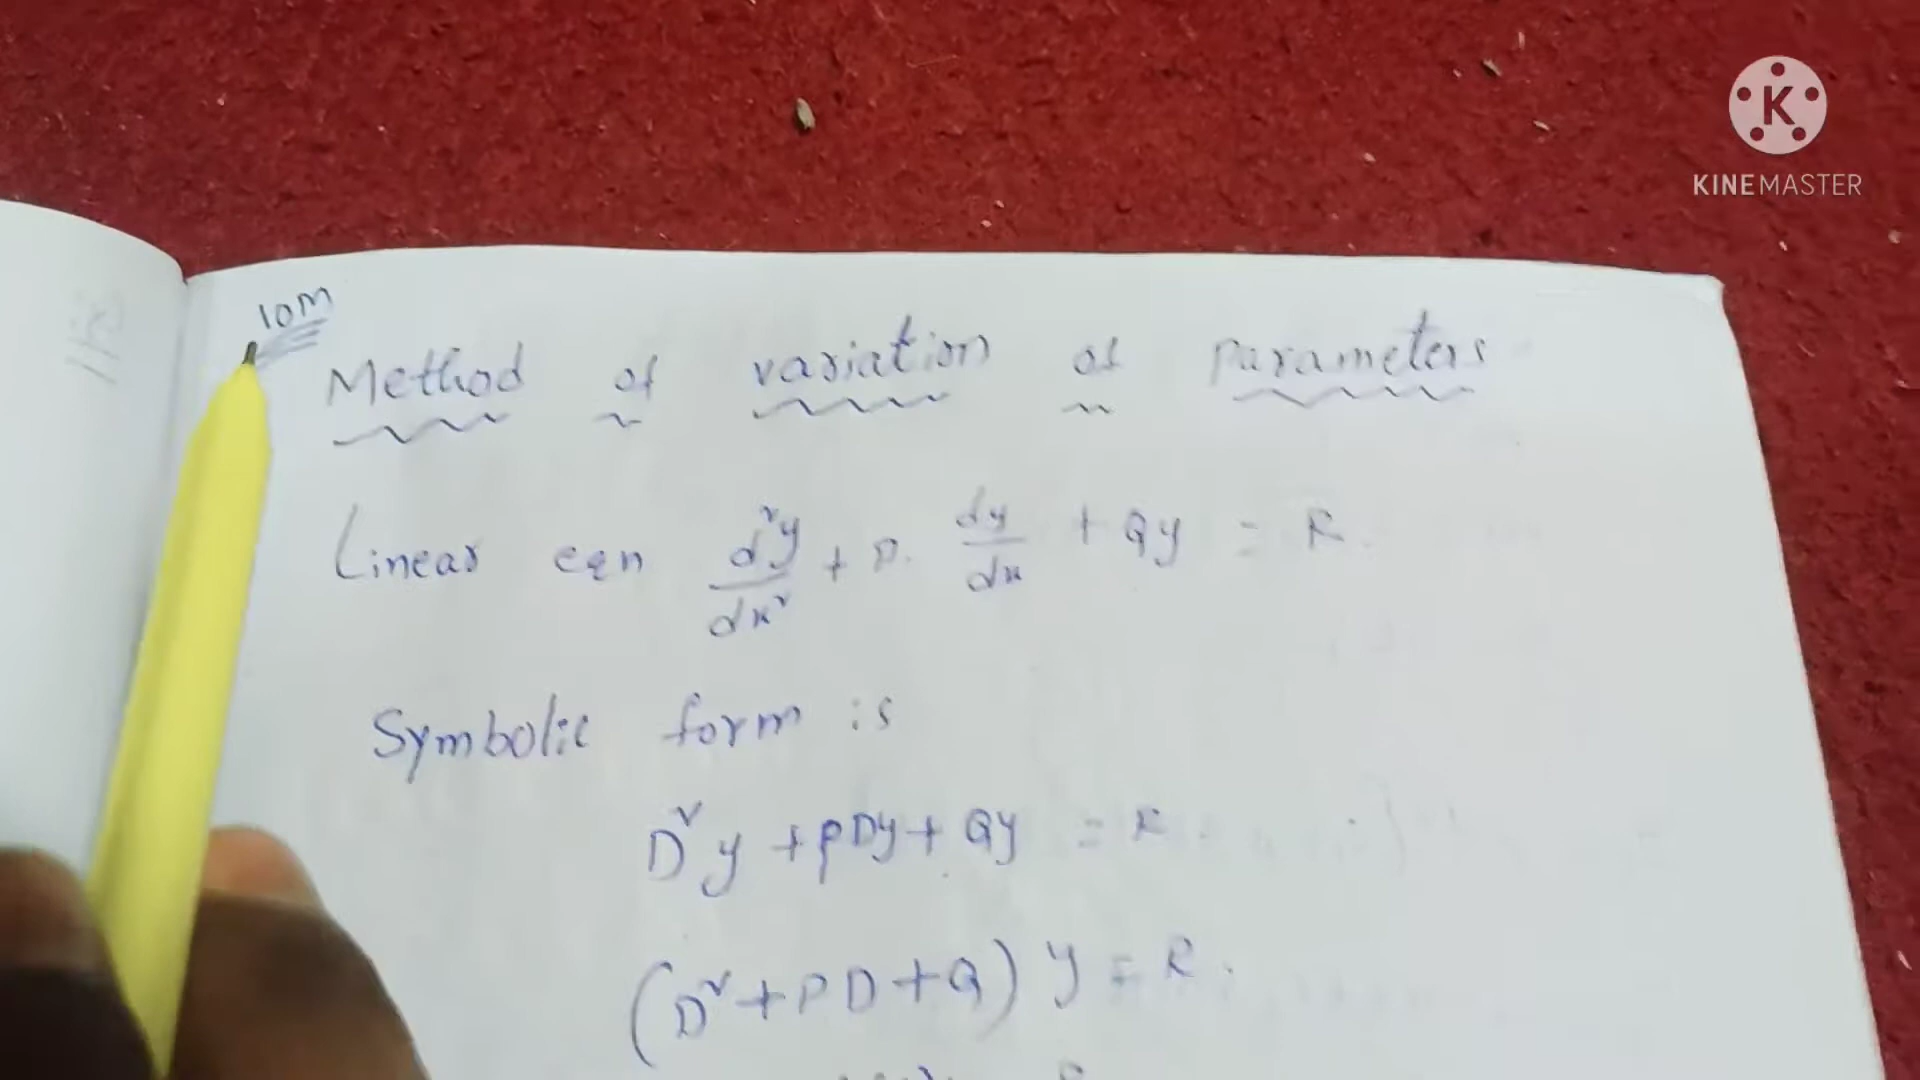 KINEMASTER
10M
Method of variation of parameters
Linear eqn d²y/dx² + P. dy/dx + Qy = R.
Symbolic form is
D²y + PDy + Qy = R
(D² + PD + Q) y = R.